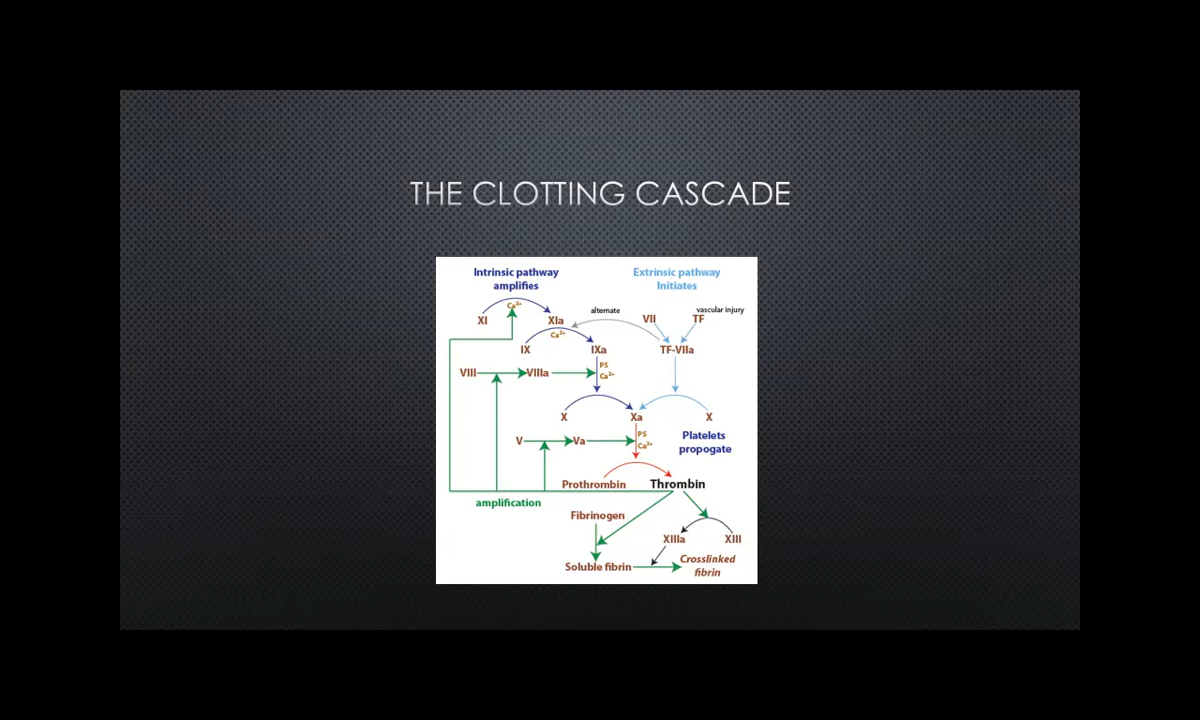 THE CLOTTING CASCADE
Intrinsic pathway
amplifies
Extrinsic pathway
Initiates
Ca2+
alternate
vascular injury
XI
XIa
VII
TF
Ca2+
IX
IXa
TF-VIIa
PS
Ca2+
VIII
VIIIa
X
Xa
X
PS
Ca2+
Platelets
propogate
V
Va
Prothrombin
Thrombin
amplification
Fibrinogen
XIIIa
XIII
Soluble fibrin
Crosslinked
fibrin